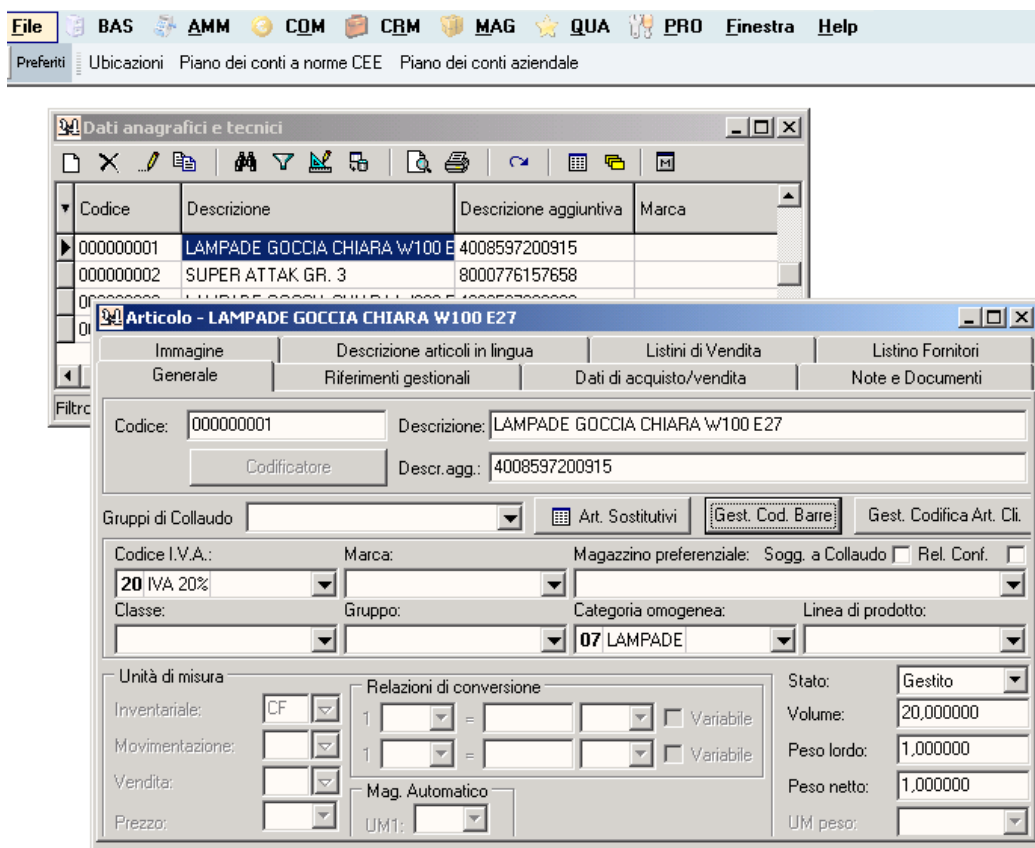 File BAS AMM COM CRM MAG QUA PRO Finestra Help
Preferiti Ubicazioni Piano dei conti a norme CEE Piano dei conti aziendale
Dati anagrafici e tecnici
Codice Descrizione Descrizione aggiuntiva Marca
000000001 LAMPADE GOCCIA CHIARA W100 E 4008597200915
000000002 SUPER ATTAK GR. 3 8000776157658
Articolo - LAMPADE GOCCIA CHIARA W100 E27
Immagine Descrizione articoli in lingua Listini di Vendita Listino Fornitori
Generale Riferimenti gestionali Dati di acquisto/vendita Note e Documenti
Filtro
Codice: 000000001 Descrizione: LAMPADE GOCCIA CHIARA W100 E27
Codificatore Descr.agg.: 4008597200915
Gruppi di Collaudo Art. Sostitutivi Gest. Cod. Barre Gest. Codifica Art. Cli.
Codice I.V.A.: Marca: Magazzino preferenziale: Sogg. a Collaudo Rel. Conf.
20 IVA 20%
Classe: Gruppo: Categoria omogenea: Linea di prodotto:
07 LAMPADE
Unità di misura Relazioni di conversione Stato: Gestito
Inventariale: CF 1 = Variabile Volume: 20,000000
Movimentazione: 1 = Variabile Peso lordo: 1,000000
Vendita: Mag. Automatico Peso netto: 1,000000
Prezzo: UM1: UM peso: